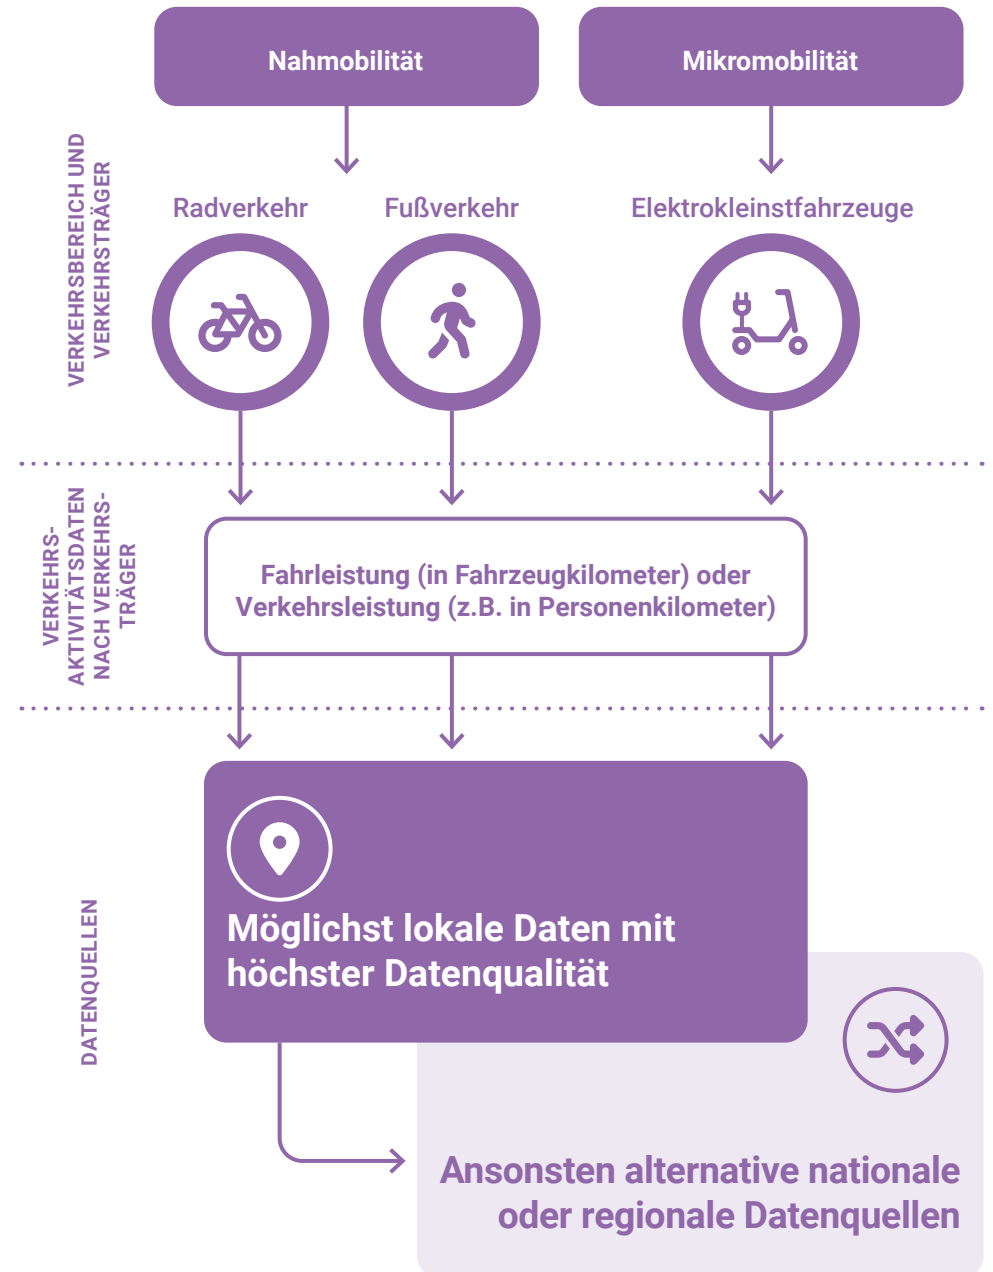 Nahmobilität
Mikromobilität
VERKEHRSBEREICH UND
VERKEHRSTRÄGER
Radverkehr
Fußverkehr
Elektrokleinstfahrzeuge
VERKEHRS-
AKTIVITÄTSDATEN
NACH VERKEHRS-
TRÄGER
Fahrleistung (in Fahrzeugkilometer) oder
Verkehrsleistung (z.B. in Personenkilometer)
DATENQUELLEN
Möglichst lokale Daten mit
höchster Datenqualität
Ansonsten alternative nationale
oder regionale Datenquellen